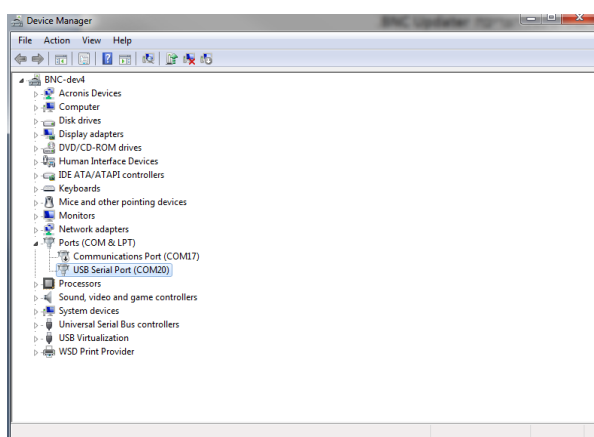 Device Manager
BNC Updater
File Action View Help
BNC-dev4
Acronis Devices
Computer
Disk drives
Display adapters
DVD/CD-ROM drives
Human Interface Devices
IDE ATA/ATAPI controllers
Keyboards
Mice and other pointing devices
Monitors
Network adapters
Ports (COM & LPT)
Communications Port (COM17)
USB Serial Port (COM20)
Processors
Sound, video and game controllers
System devices
Universal Serial Bus controllers
USB Virtualization
WSD Print Provider